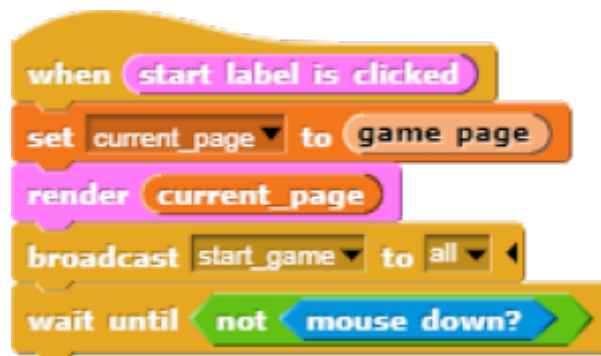 when start label is clicked
set current_page to game page
render current_page
broadcast start_game to all
wait until not mouse down?